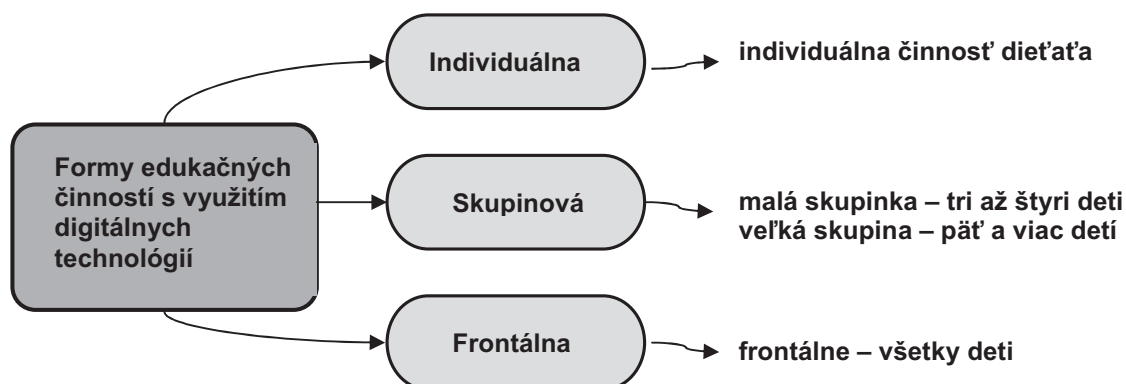 Formy edukačných
činností s využitím
digitálnych
technológií
Individuálna
individuálna činnosť dieťaťa
Skupinová
malá skupinka – tri až štyri deti
veľká skupina – päť a viac detí
Frontálna
frontálne – všetky deti